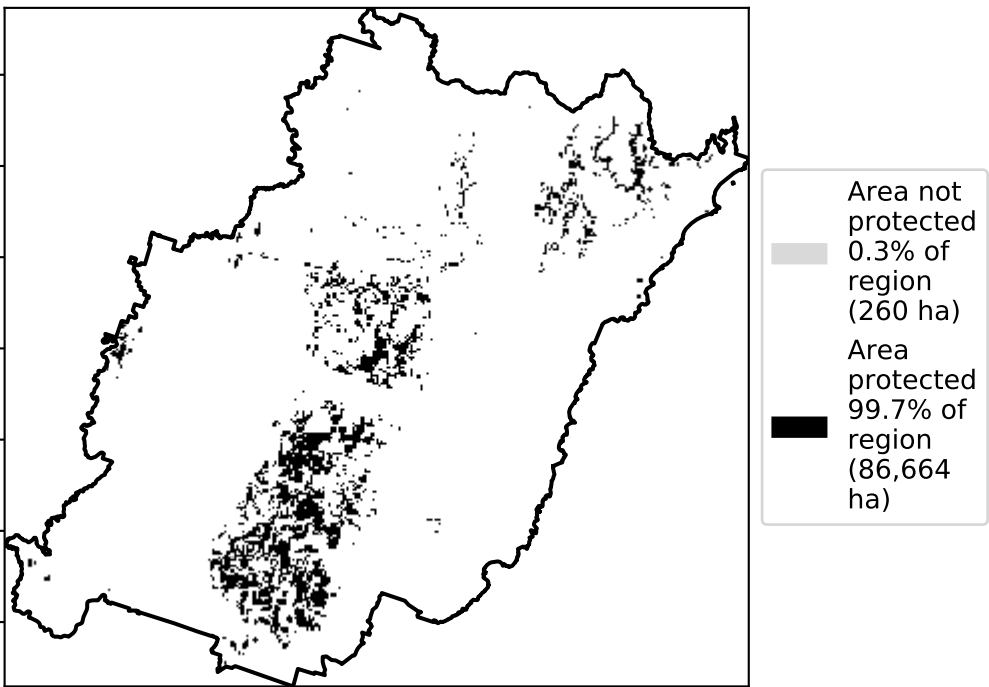 Area not
protected
0.3% of
region
(260 ha)
Area
protected
99.7% of
region
(86,664
ha)